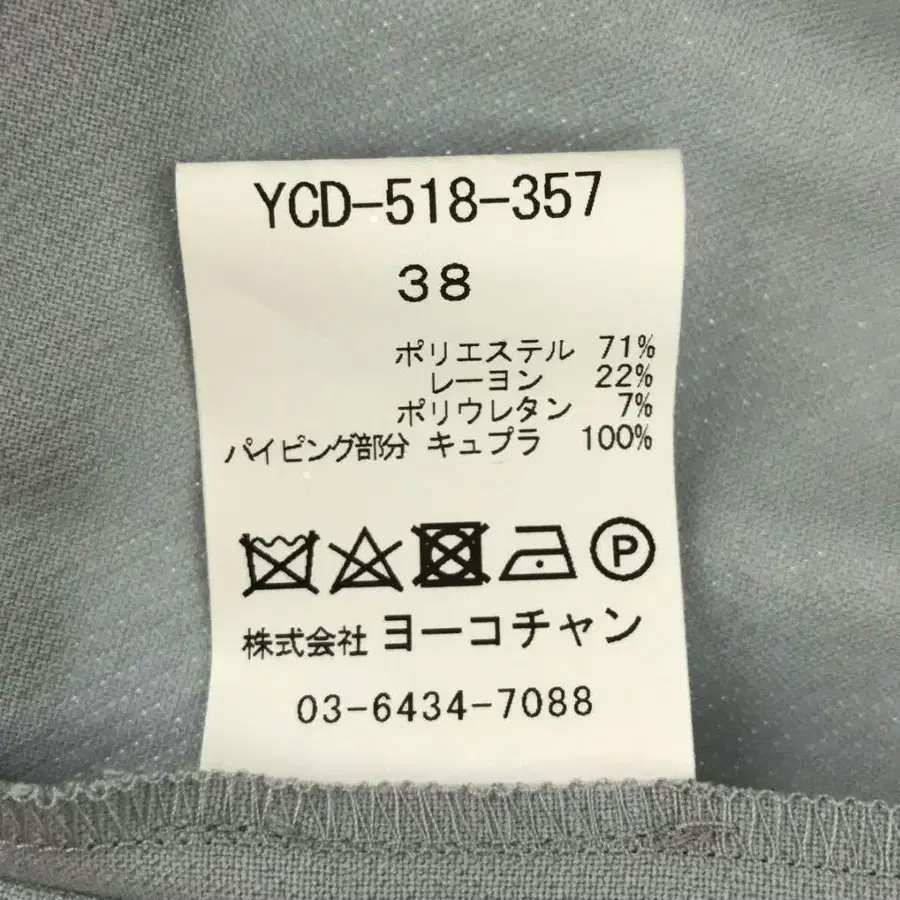 YCD-518-357
38
ポリエステル 71%
レーヨン 22%
ポリウレタン 7%
パイピング部分 キュプラ 100%
P
株式会社 ヨーコチャン
03-6434-7088